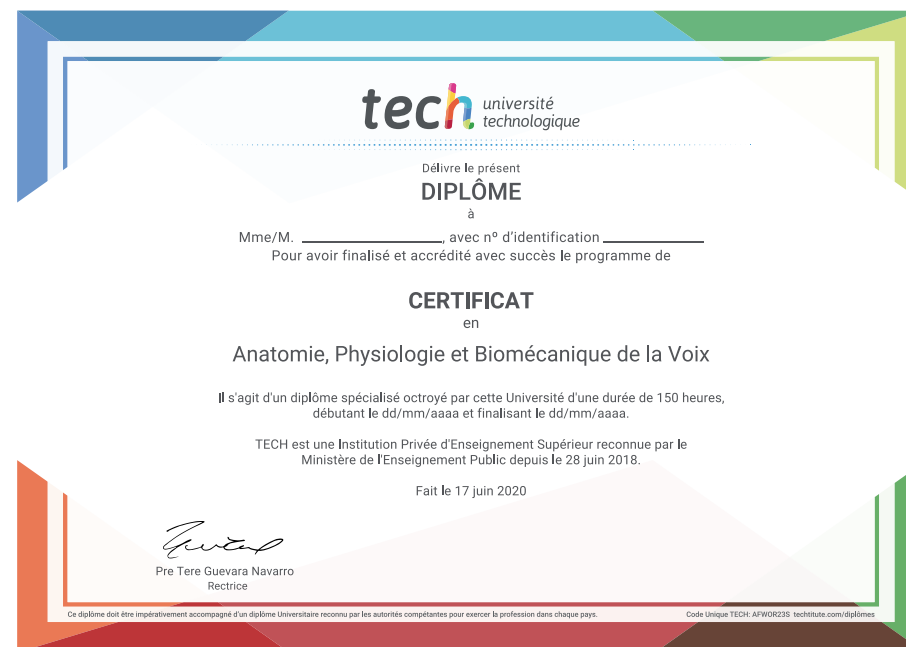 tech université
technologique
Délivre le présent
DIPLÔME
à
Mme/M. ____________________, avec nº d'identification ______________
Pour avoir finalisé et accrédité avec succès le programme de
CERTIFICAT
en
Anatomie, Physiologie et Biomécanique de la Voix
Il s'agit d'un diplôme spécialisé octroyé par cette Université d'une durée de 150 heures,
débutant le dd/mm/aaaa et finalisant le dd/mm/aaaa.
TECH est une Institution Privée d'Enseignement Supérieur reconnue par le
Ministère de l'Enseignement Public depuis le 28 juin 2018.
Fait le 17 juin 2020
Pre Tere Guevara Navarro
Rectrice
Ce diplôme doit être impérativement accompagné d'un diplôme Universitaire reconnu par les autorités compétentes pour exercer la profession dans chaque pays.
Code Unique TECH: AFWOR23S techtitute.com/diplômes